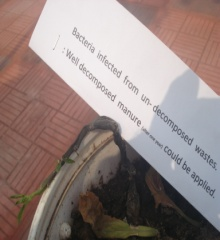 Bacteria infected from un-decomposed wastes.
) : Well decomposed manure could be applied.